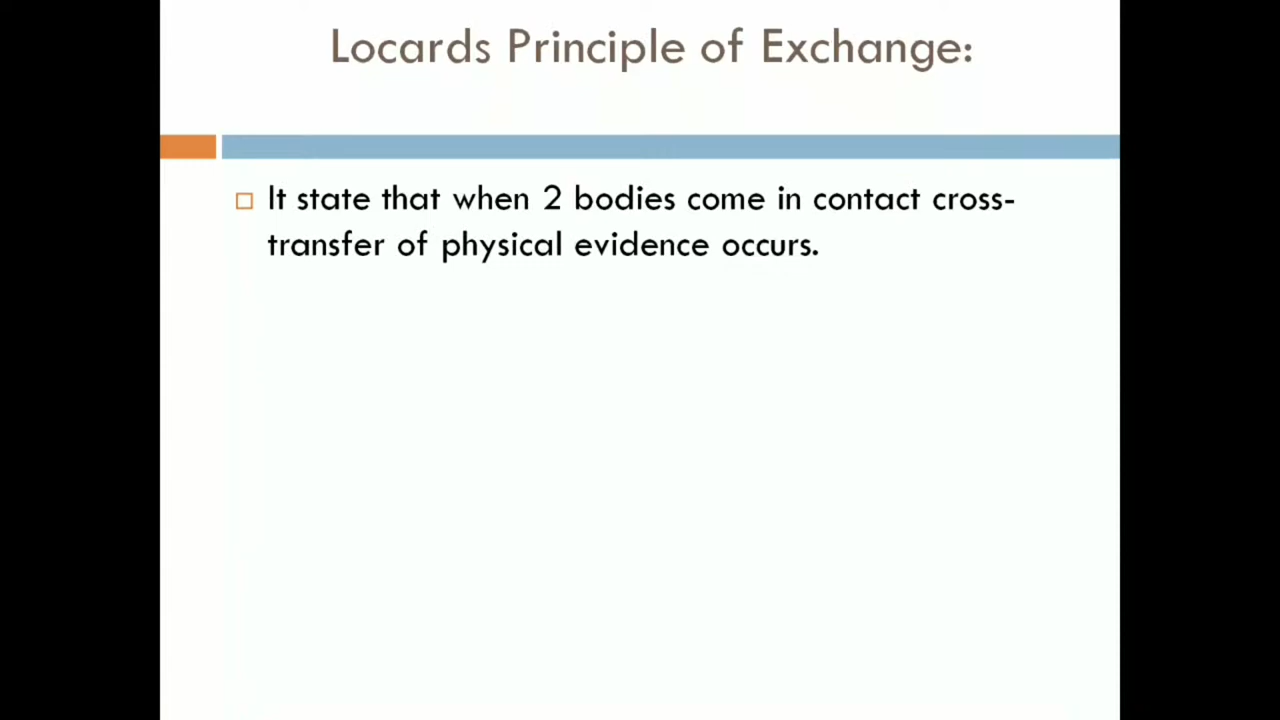 Locards Principle of Exchange:
It state that when 2 bodies come in contact cross-
transfer of physical evidence occurs.